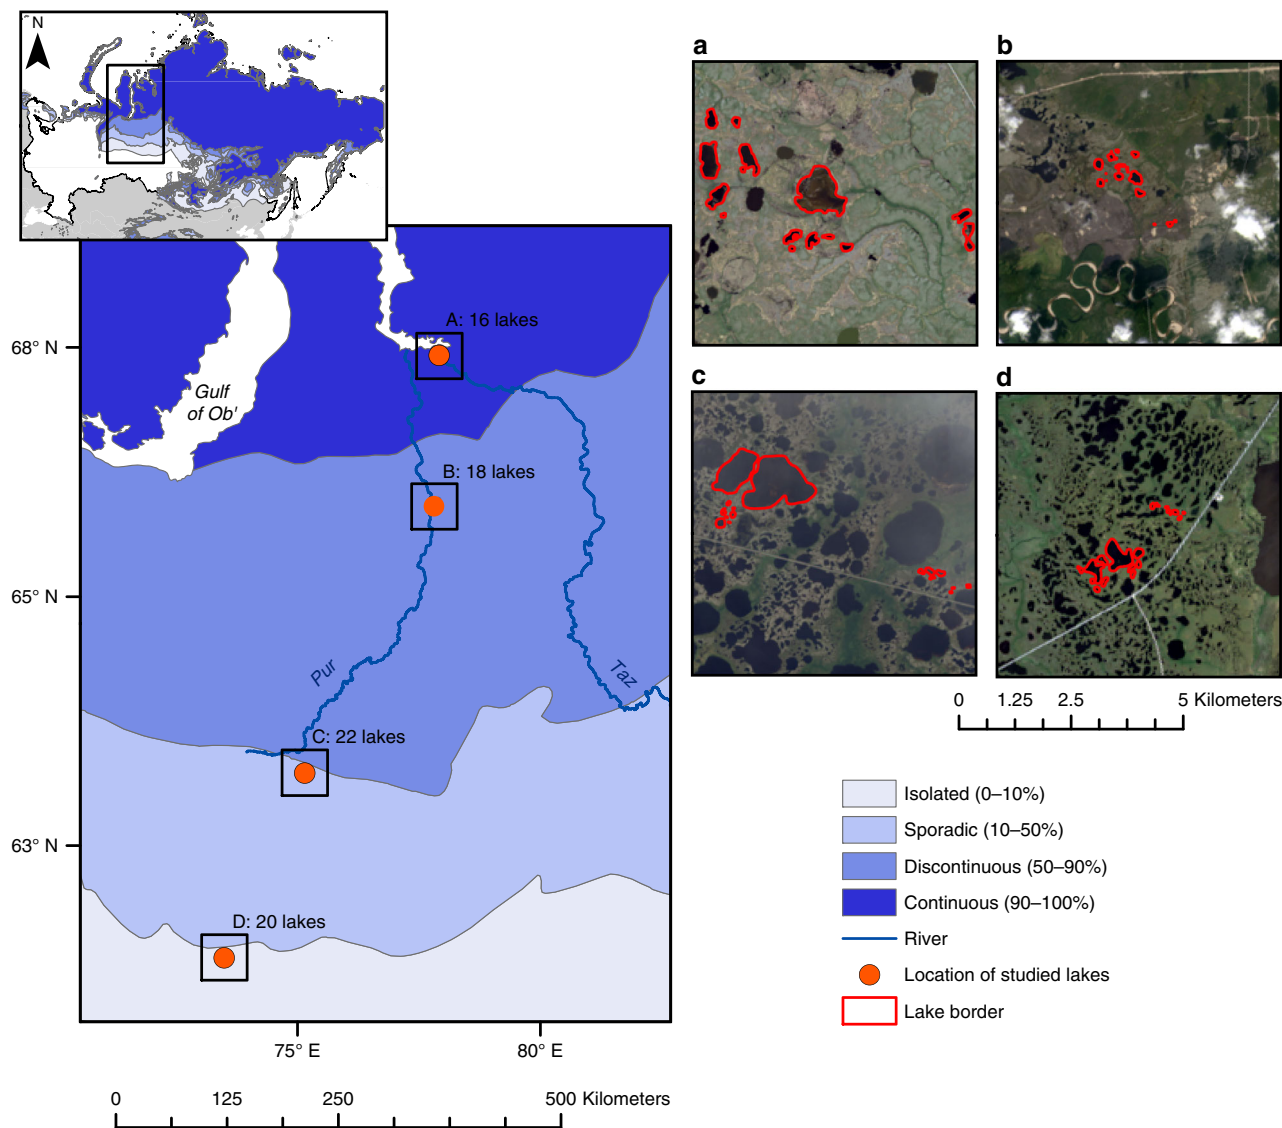 N
a
b
A: 16 lakes
68° N
Gulf
of Ob'
c
d
B: 18 lakes
65° N
Pur
Taz
0 1.25 2.5 5 Kilometers
C: 22 lakes
Isolated (0–10%)
Sporadic (10–50%)
63° N
Discontinuous (50–90%)
Continuous (90–100%)
D: 20 lakes
River
Location of studied lakes
Lake border
75° E
80° E
0 125 250 500 Kilometers